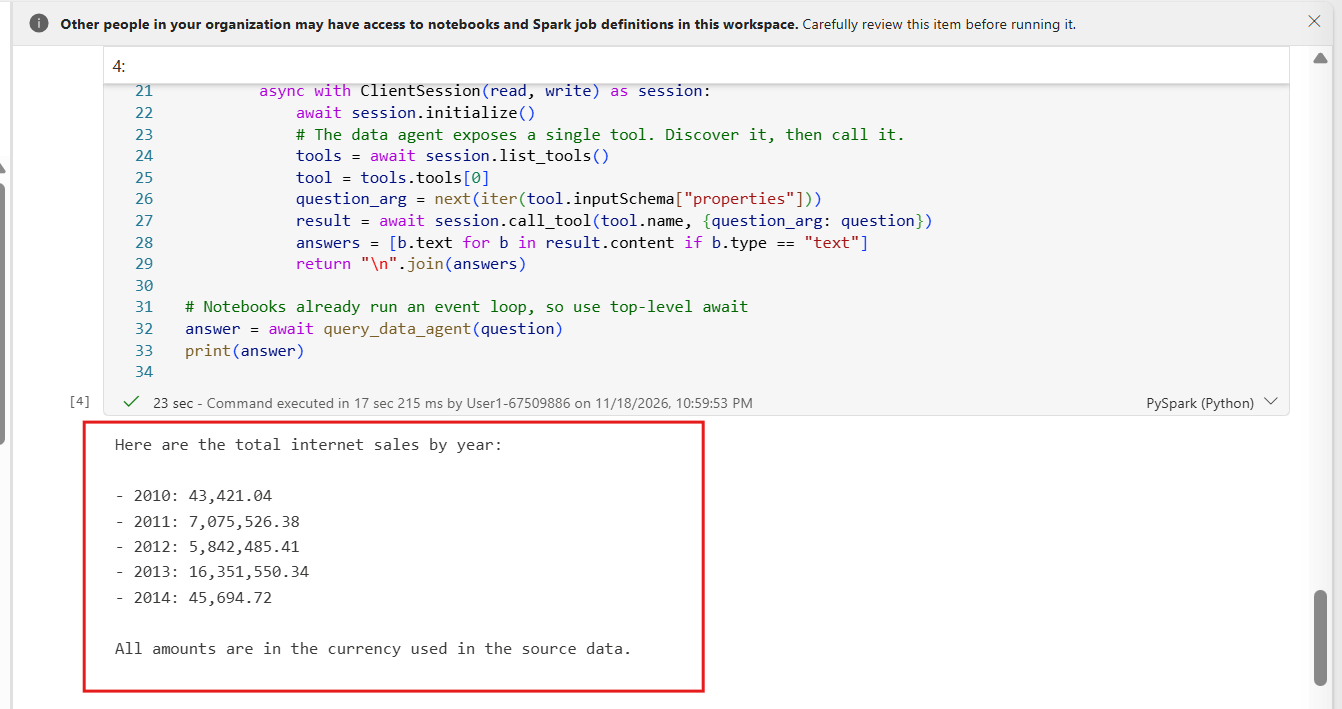 Other people in your organization may have access to notebooks and Spark job definitions in this workspace. Carefully review this item before running it.
4:
21 async with ClientSession(read, write) as session:
22 await session.initialize()
23 # The data agent exposes a single tool. Discover it, then call it.
24 tools = await session.list_tools()
25 tool = tools.tools[0]
26 question_arg = next(iter(tool.inputSchema["properties"]))
27 result = await session.call_tool(tool.name, {question_arg: question})
28 answers = [b.text for b in result.content if b.type == "text"]
29 return "\n".join(answers)
30
31 # Notebooks already run an event loop, so use top-level await
32 answer = await query_data_agent(question)
33 print(answer)
34
[4] 23 sec - Command executed in 17 sec 215 ms by User1-67509886 on 11/18/2026, 10:59:53 PM PySpark (Python)
Here are the total internet sales by year:
- 2010: 43,421.04
- 2011: 7,075,526.38
- 2012: 5,842,485.41
- 2013: 16,351,550.34
- 2014: 45,694.72
All amounts are in the currency used in the source data.